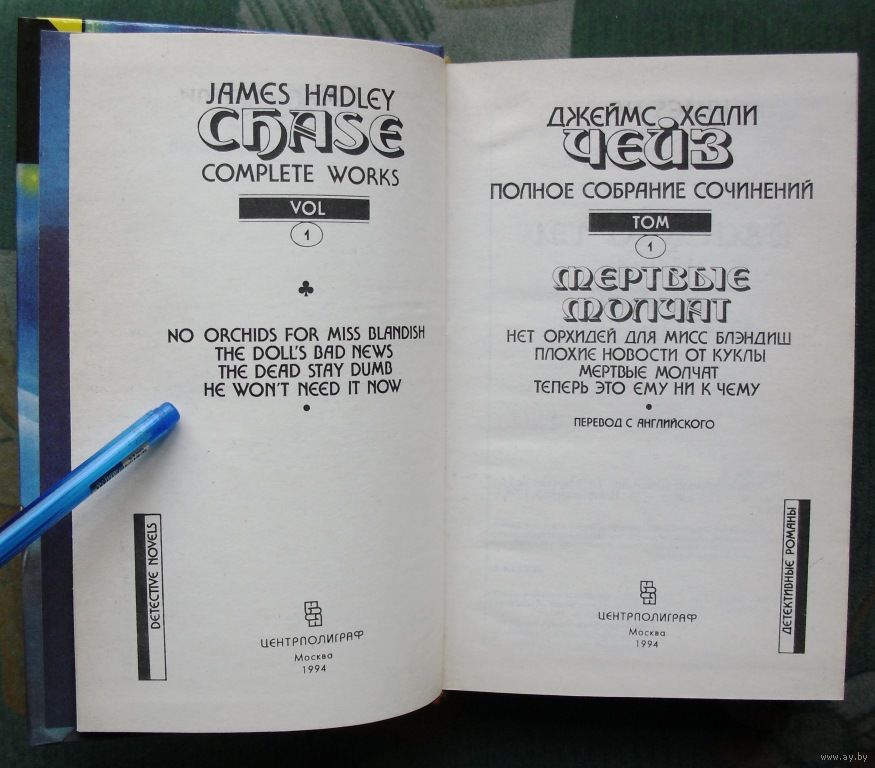 JAMES HADLEY
CHASE
COMPLETE WORKS
VOL
1
NO ORCHIDS FOR MISS BLANDISH
THE DOLL'S BAD NEWS
THE DEAD STAY DUMB
HE WON'T NEED IT NOW
DETECTIVE NOVELS
ЦЕНТРПОЛИГРАФ
Москва
1994
ДЖЕЙМС ХЕДЛИ
ЧЕЙЗ
ПОЛНОЕ СОБРАНИЕ СОЧИНЕНИЙ
ТОМ
1
МЕРТВЫЕ
МОЛЧАТ
НЕТ ОРХИДЕЙ ДЛЯ МИСС БЛЭНДИШ
ПЛОХИЕ НОВОСТИ ОТ КУКЛЫ
МЕРТВЫЕ МОЛЧАТ
ТЕПЕРЬ ЭТО ЕМУ НИ К ЧЕМУ
ПЕРЕВОД С АНГЛИЙСКОГО
ДЕТЕКТИВНЫЕ РОМАНЫ
ЦЕНТРПОЛИГРАФ
Москва
1994
www.ay.by